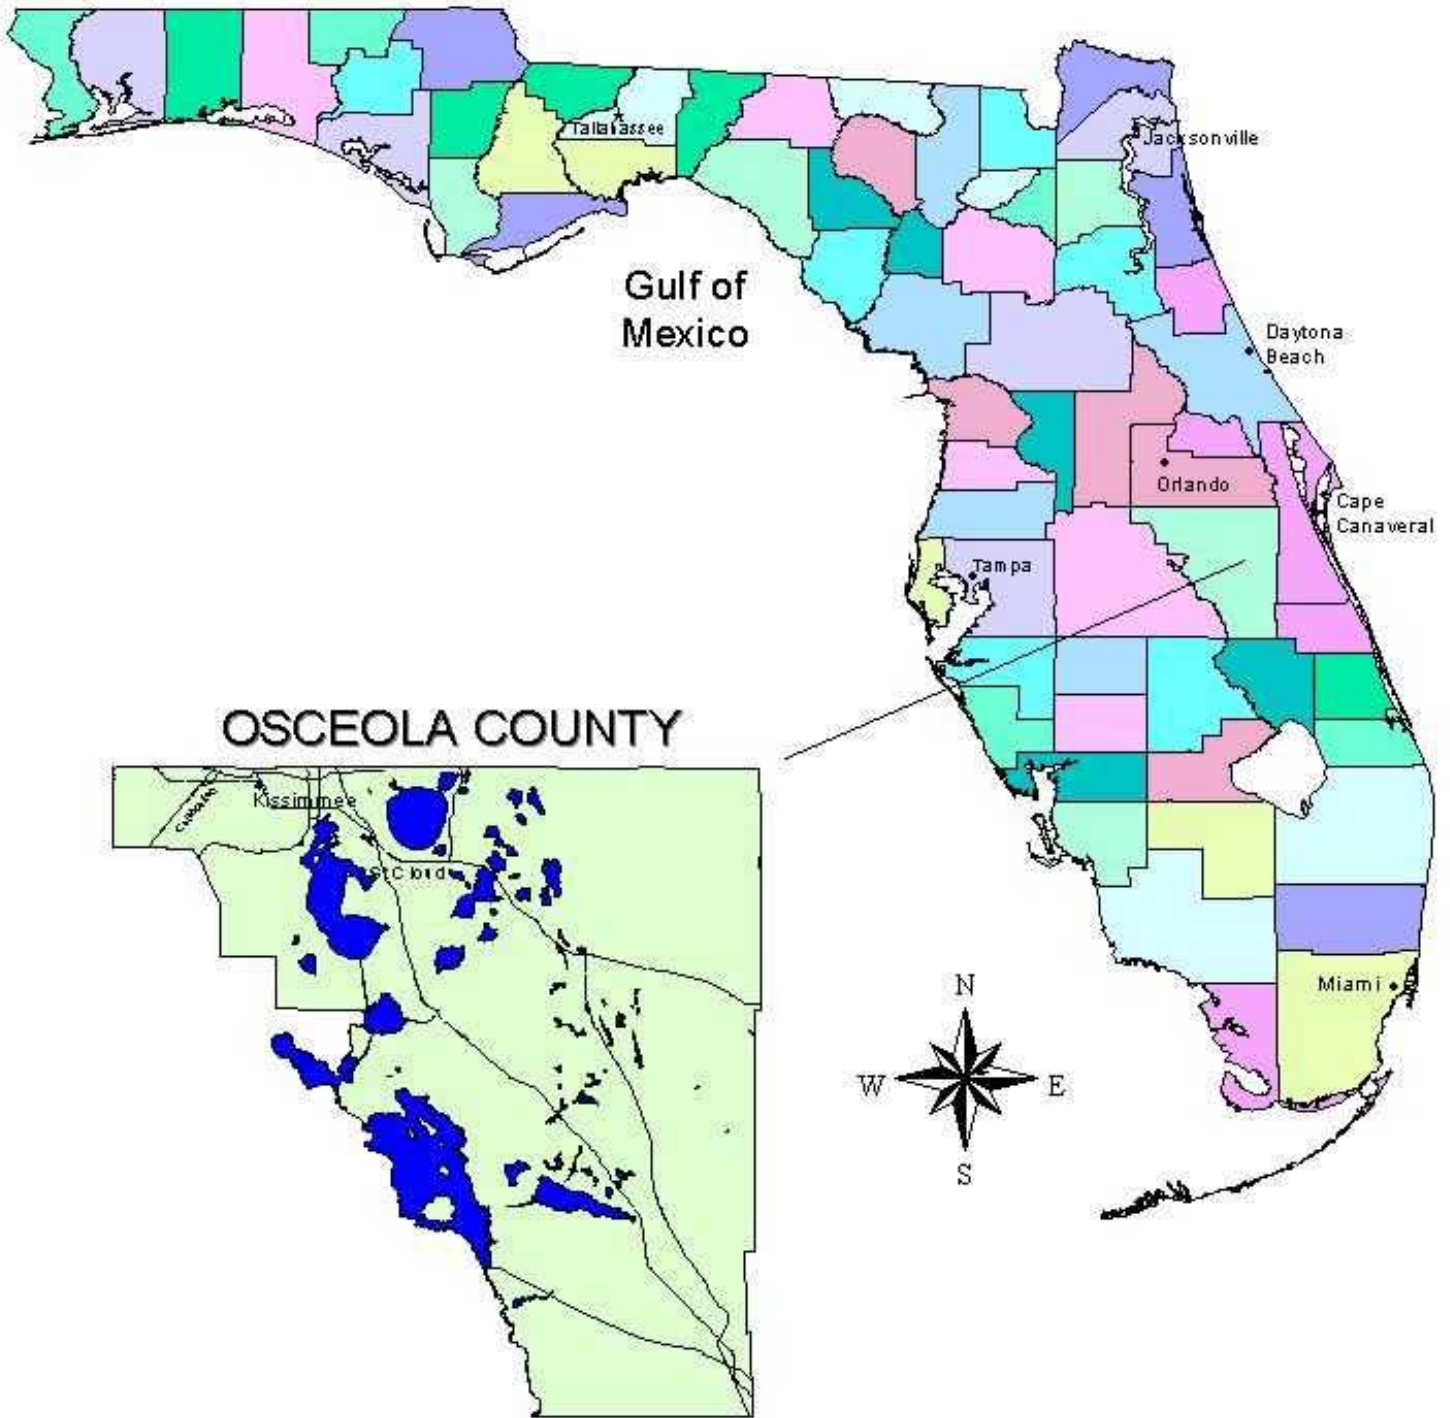 Tallahassee
Jacksonville
Gulf of
Mexico
Daytona
Beach
Orlando
Cape
Canaveral
Tampa
OSCEOLA COUNTY
Kissimmee
St Cloud
Miami
N
W
E
S